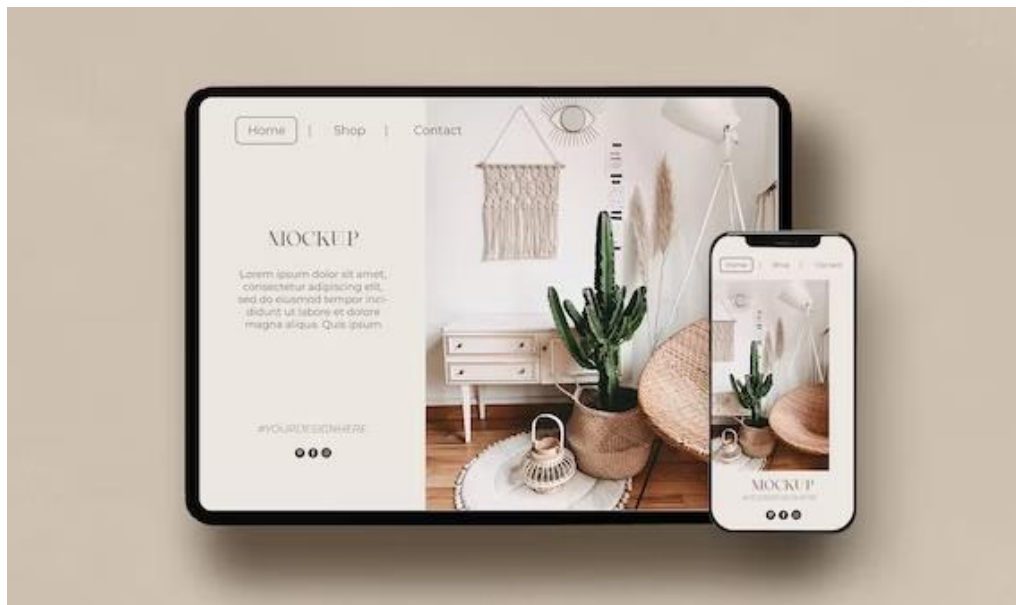 Home | Shop | Contact
MOCKUP
Lorem ipsum dolor sit amet,
consectetur adipiscing elit,
sed do eiusmod tempor inci-
didunt ut labore et dolore
magna aliqua. Quis ipsum
#YOURDESIGNHERE
Home | Shop | Contact
MOCKUP